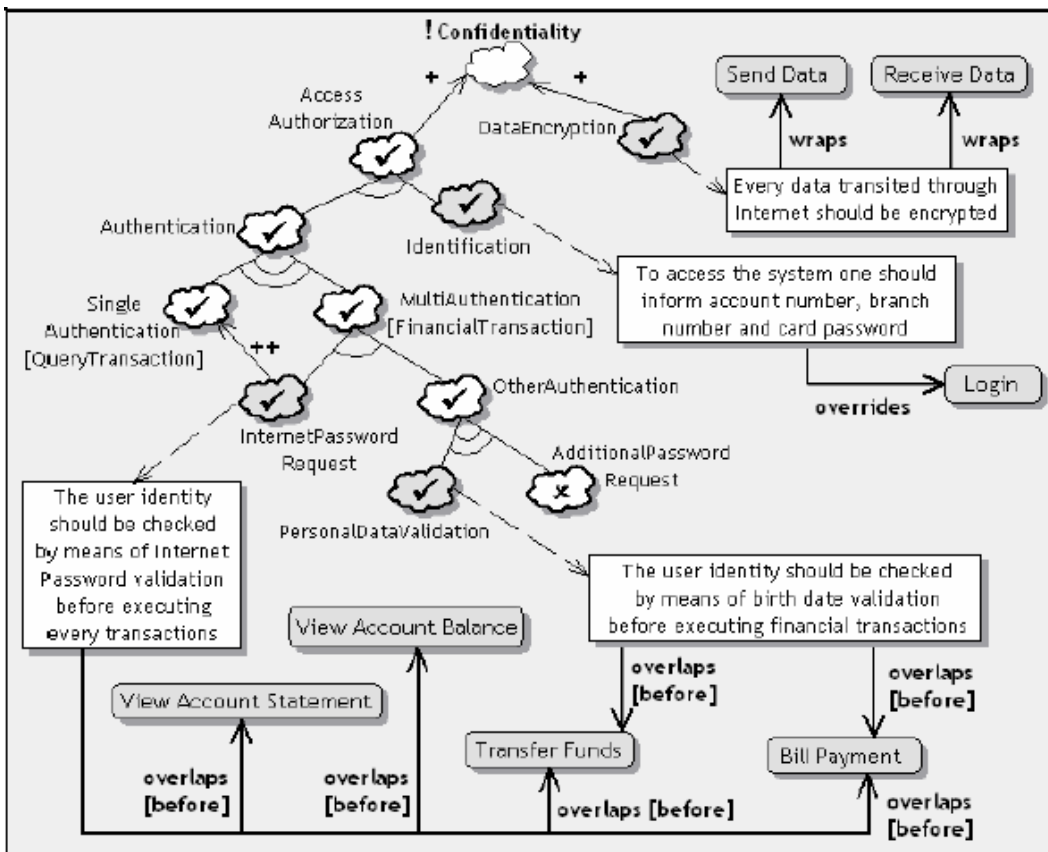 ! Confidentiality
+
+
Send Data
Receive Data
Access
Authorization
DataEncryption
wraps
wraps
Every data transited through
Internet should be encrypted
Authentication
Identification
To access the system one should
inform account number, branch
number and card password
Single
Authentication
[QueryTransaction]
MultiAuthentication
[FinancialTransaction]
++
Login
overrides
OtherAuthentication
InternetPassword
Request
AdditionalPassword
Request
PersonalDataValidation
The user identity
should be checked
by means of Internet
Password validation
before executing
every transactions
The user identity should be checked
by means of birth date validation
before executing financial transactions
View Account Balance
View Account Statement
overlaps
[before]
overlaps
[before]
Transfer Funds
Bill Payment
overlaps
[before]
overlaps
[before]
overlaps [before]
overlaps
[before]